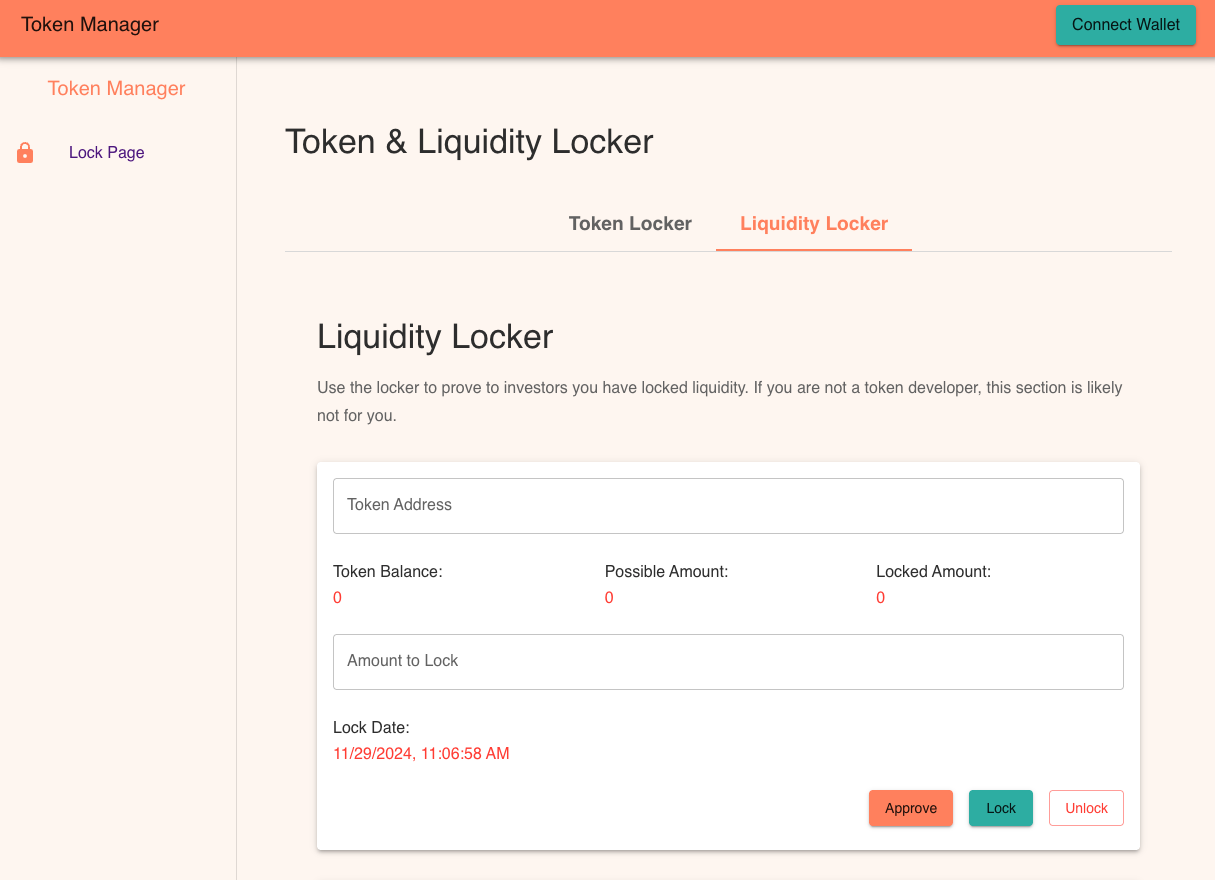 Token Manager
Connect Wallet
Token Manager
Lock Page
Token & Liquidity Locker
Token Locker
Liquidity Locker
Liquidity Locker
Use the locker to prove to investors you have locked liquidity. If you are not a token developer, this section is likely
not for you.
Token Address
Token Balance:
0
Possible Amount:
0
Locked Amount:
0
Amount to Lock
Lock Date:
11/29/2024, 11:06:58 AM
Approve
Lock
Unlock